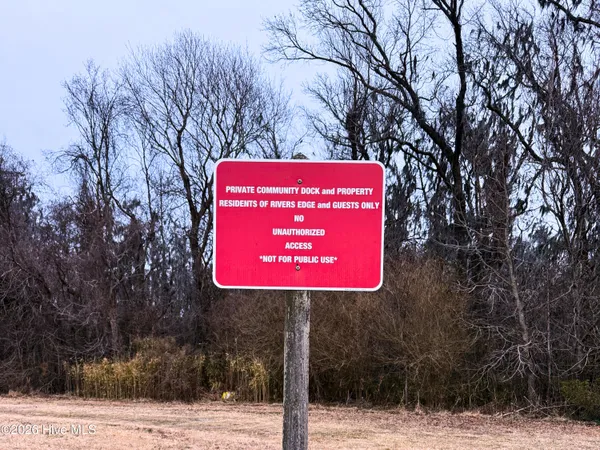 PRIVATE COMMUNITY DOCK and PROPERTY
RESIDENTS OF RIVERS EDGE and GUESTS ONLY
NO
UNAUTHORIZED
ACCESS
*NOT FOR PUBLIC USE*
©2026 Hive MLS